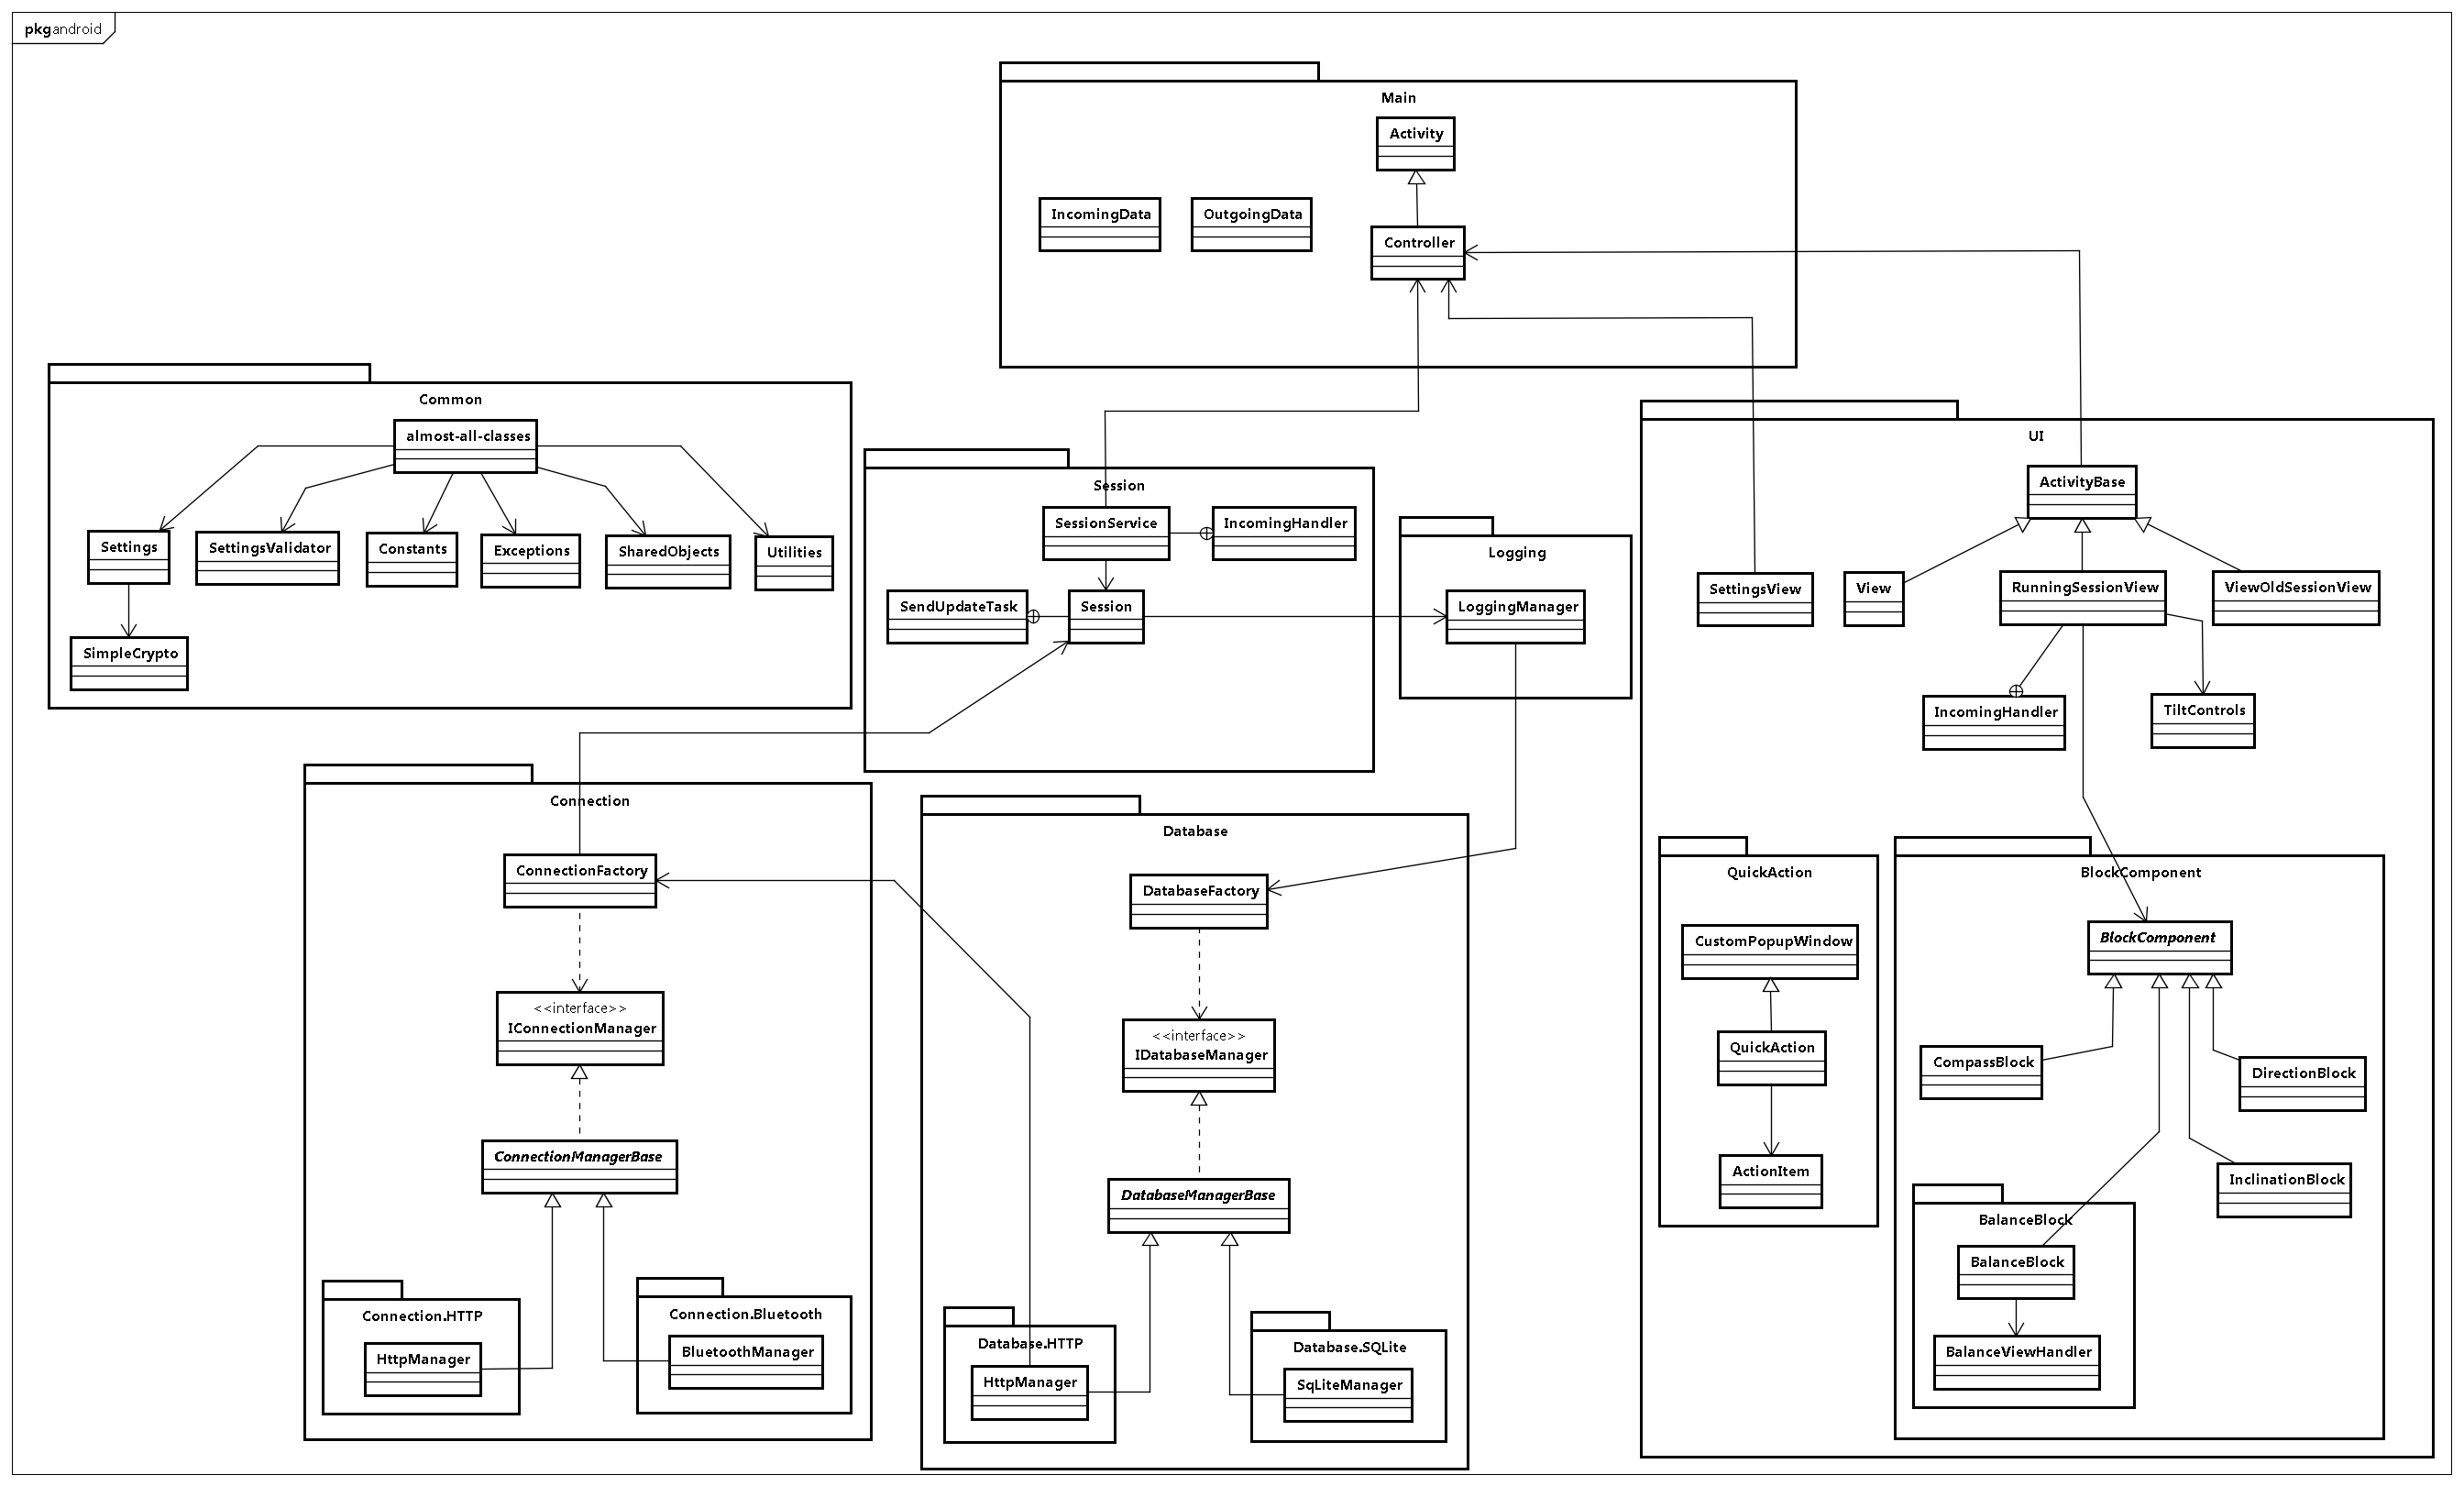 pkg android
Main
Activity
IncomingData
OutgoingData
Controller
Common
almost-all-classes
Settings
SettingsValidator
Constants
Exceptions
SharedObjects
Utilities
SimpleCrypto
Session
SessionService
IncomingHandler
SendUpdateTask
Session
Logging
LoggingManager
UI
ActivityBase
SettingsView
View
RunningSessionView
ViewOldSessionView
IncomingHandler
TiltControls
Connection
ConnectionFactory
<<interface>>
IConnectionManager
ConnectionManagerBase
Connection.HTTP
HttpManager
Connection.Bluetooth
BluetoothManager
Database
DatabaseFactory
<<interface>>
IDatabaseManager
DatabaseManagerBase
Database.HTTP
HttpManager
Database.SQLite
SqLiteManager
QuickAction
CustomPopupWindow
QuickAction
ActionItem
BlockComponent
BlockComponent
CompassBlock
DirectionBlock
InclinationBlock
BalanceBlock
BalanceBlock
BalanceViewHandler